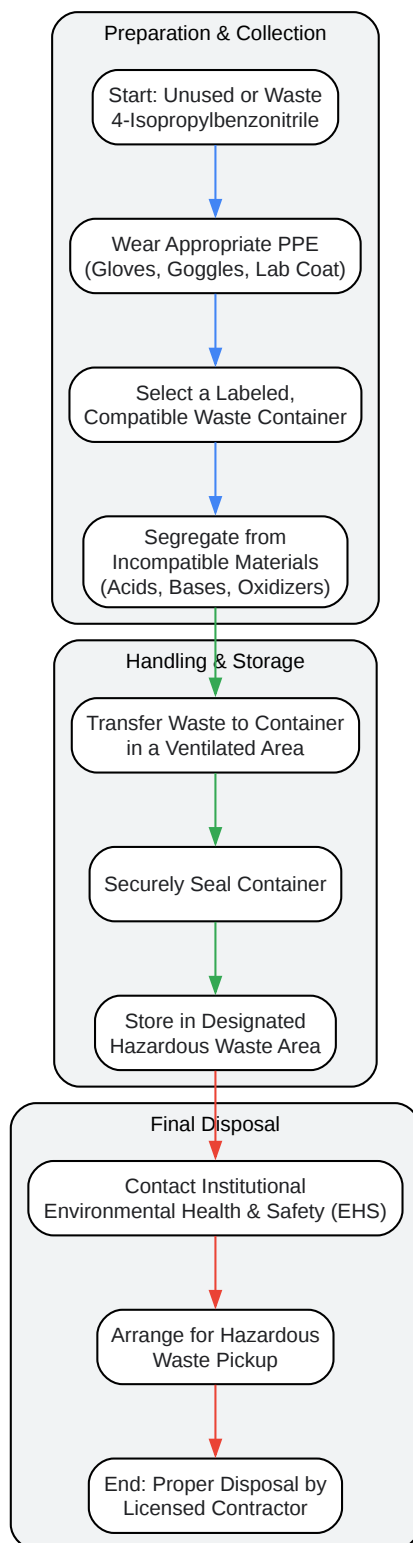 Preparation & Collection
Start: Unused or Waste
4-Isopropylbenzonitrile
Wear Appropriate PPE
(Gloves, Goggles, Lab Coat)
Select a Labeled,
Compatible Waste Container
Segregate from
Incompatible Materials
(Acids, Bases, Oxidizers)
Handling & Storage
Transfer Waste to Container
in a Ventilated Area
Securely Seal Container
Store in Designated
Hazardous Waste Area
Final Disposal
Contact Institutional
Environmental Health & Safety (EHS)
Arrange for Hazardous
Waste Pickup
End: Proper Disposal by
Licensed Contractor